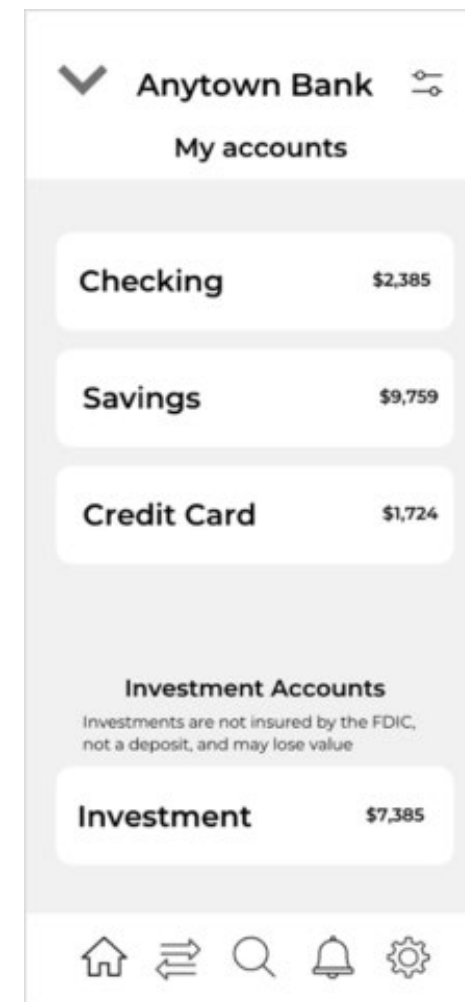 Anytown Bank
My accounts
Checking $2,385
Savings $9,759
Credit Card $1,724
Investment Accounts
Investments are not insured by the FDIC,
not a deposit, and may lose value
Investment $7,385